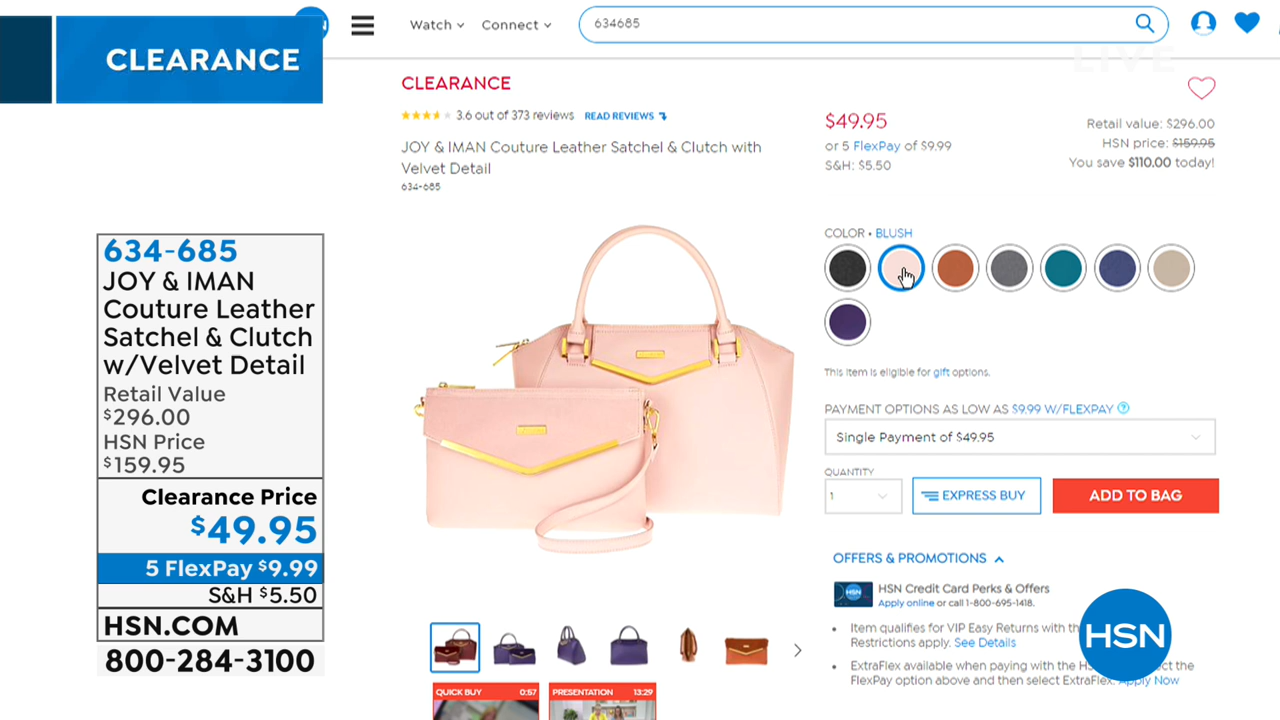 CLEARANCE
HSN
Watch
Connect
634685
LIVE
CLEARANCE
3.6 out of 373 reviews
READ REVIEWS
JOY & IMAN Couture Leather Satchel & Clutch with
Velvet Detail
634-685
$49.95
or 5 FlexPay of $9.99
S&H: $5.50
Retail value: $296.00
HSN price: $159.95
You save $110.00 today!
COLOR • BLUSH
This item is eligible for gift options.
PAYMENT OPTIONS AS LOW AS $9.99 W/FLEXPAY ?
Single Payment of $49.95
QUANTITY
1
EXPRESS BUY
ADD TO BAG
OFFERS & PROMOTIONS
HSN
HSN Credit Card Perks & Offers
Apply online or call 1-800-695-1418.
• Item qualifies for VIP Easy Returns with th
Restrictions apply. See Details
• ExtraFlex available when paying with the HS ect the
FlexPay option above and then select ExtraFlex. Apply Now
HSN
QUICK BUY 0:57
PRESENTATION 13:29
634-685
JOY & IMAN
Couture Leather
Satchel & Clutch
w/Velvet Detail
Retail Value
$296.00
HSN Price
$159.95
Clearance Price
$49.95
5 FlexPay $9.99
S&H $5.50
HSN.COM
800-284-3100